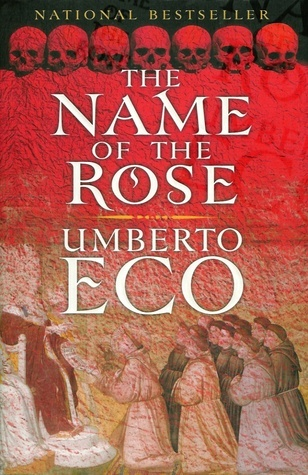 NATIONAL BESTSELLER
THE
NAME
OF THE
ROSE
UMBERTO
ECO